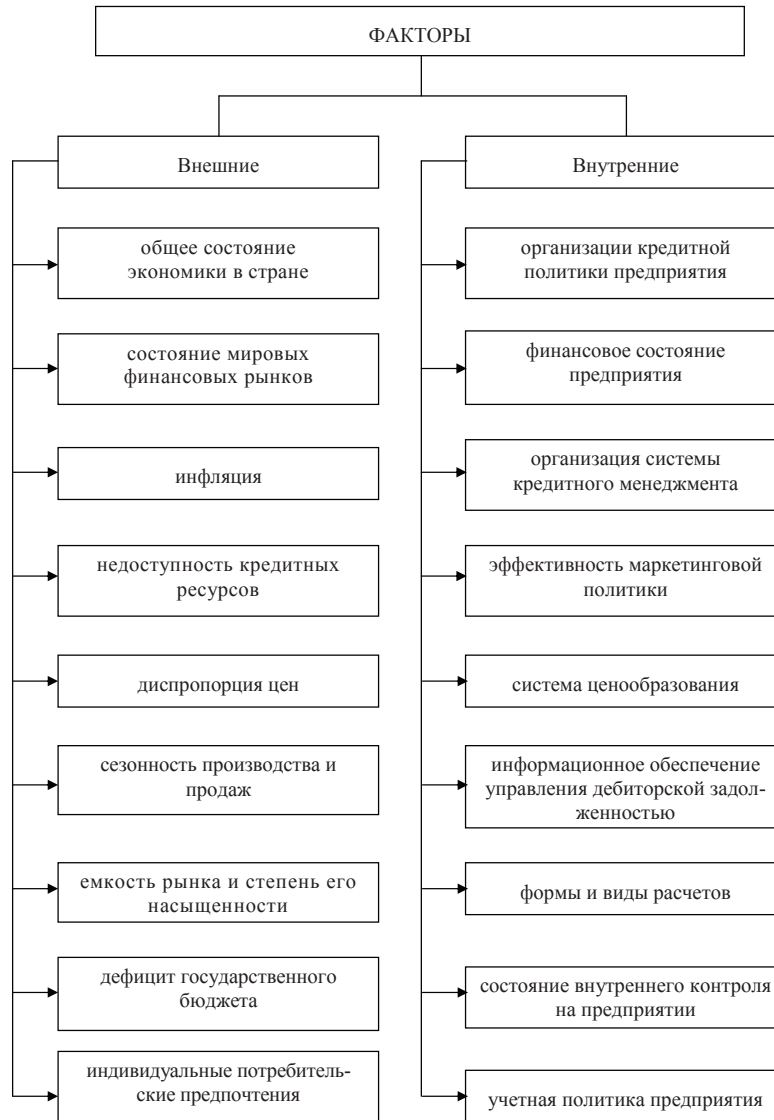 ФАКТОРЫ
Внешние
общее состояние
экономики в стране
состояние мировых
финансовых рынков
инфляция
недоступность кредитных
ресурсов
диспропорция цен
сезонность производства и
продаж
емкость рынка и степень его
насыщенности
дефицит государственного
бюджета
индивидуальные потребитель-
ские предпочтения
Внутренние
организации кредитной
политики предприятия
финансовое состояние
предприятия
организация системы
кредитного менеджмента
эффективность маркетинговой
политики
система ценообразования
информационное обеспечение
управления дебиторской задол-
женностью
формы и виды расчетов
состояние внутреннего контроля
на предприятии
учетная политика предприятия